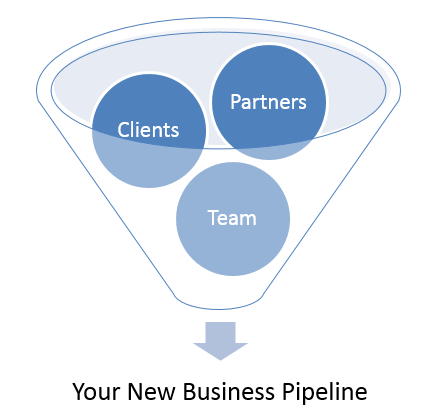 Partners
Clients
Team
Your New Business Pipeline